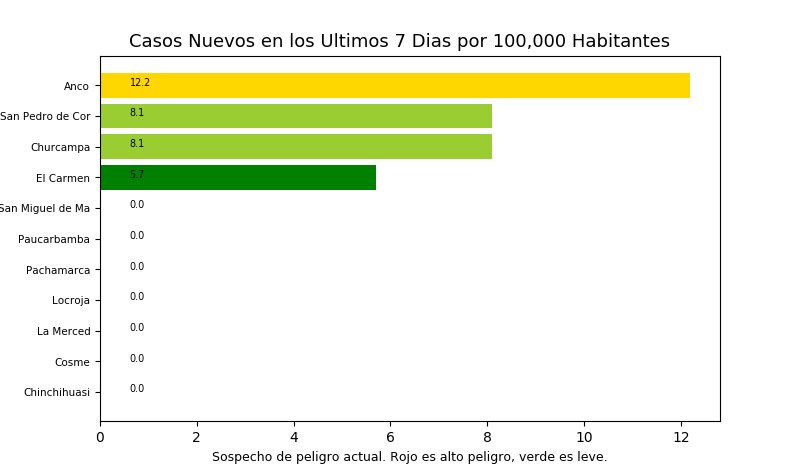 Casos Nuevos en los Ultimos 7 Dias por 100,000 Habitantes
Anco 12.2
San Pedro de Cor 8.1
Churcampa 8.1
El Carmen 5.7
San Miguel de Ma 0.0
Paucarbamba 0.0
Pachamarca 0.0
Locroja 0.0
La Merced 0.0
Cosme 0.0
Chinchihuasi 0.0
0 2 4 6 8 10 12
Sospecho de peligro actual. Rojo es alto peligro, verde es leve.